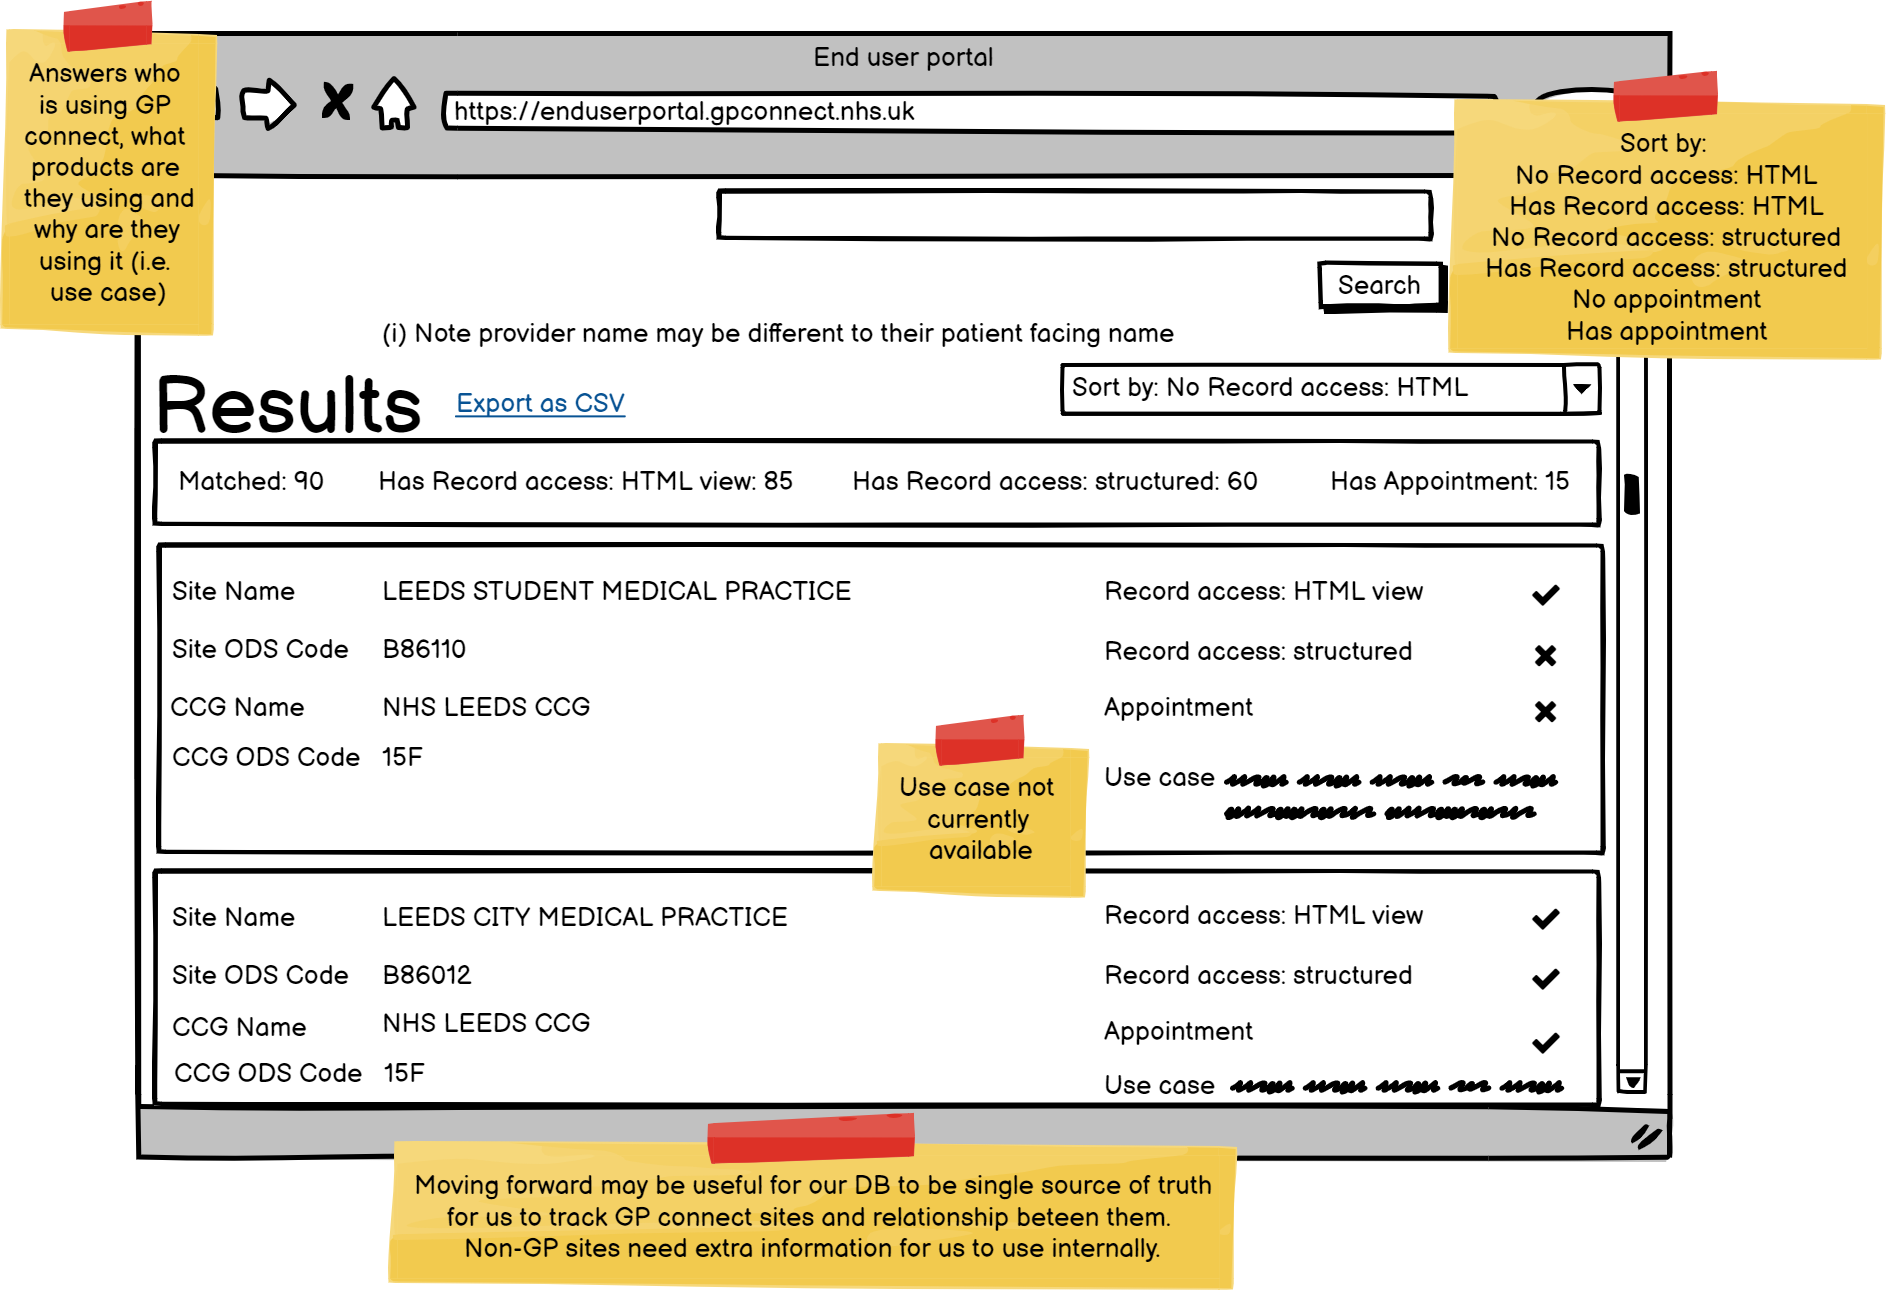 End user portal
https://enduserportal.gpconnect.nhs.uk
Answers who
is using GP
connect, what
products are
they using and
why are they
using it (i.e.
use case)
Sort by:
No Record access: HTML
Has Record access: HTML
No Record access: structured
Has Record access: structured
No appointment
Has appointment
Search
(i) Note provider name may be different to their patient facing name
Results
Export as CSV
Sort by: No Record access: HTML
Matched: 90 Has Record access: HTML view: 85 Has Record access: structured: 60 Has Appointment: 15
Site Name LEEDS STUDENT MEDICAL PRACTICE Record access: HTML view
Site ODS Code B86110 Record access: structured
CCG Name NHS LEEDS CCG Appointment
CCG ODS Code 15F
Use case
Use case not
currently
available
Site Name LEEDS CITY MEDICAL PRACTICE Record access: HTML view
Site ODS Code B86012 Record access: structured
CCG Name NHS LEEDS CCG Appointment
CCG ODS Code 15F Use case
Moving forward may be useful for our DB to be single source of truth
for us to track GP connect sites and relationship beteen them.
Non-GP sites need extra information for us to use internally.